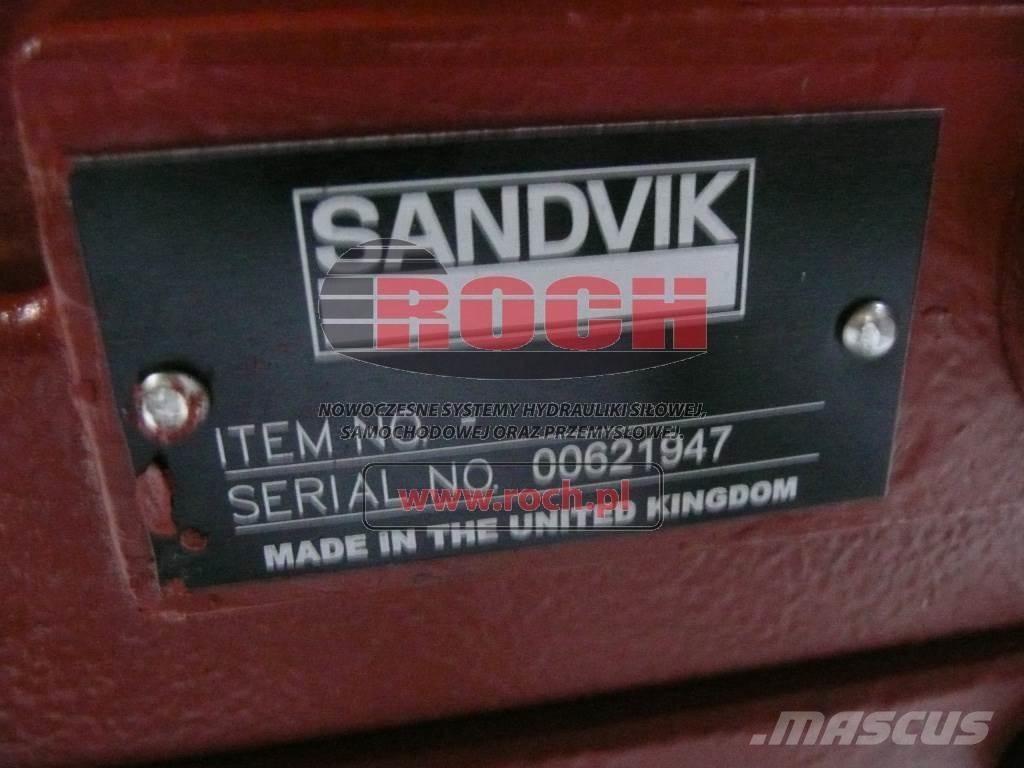 SANDVIK
ROCH
NOWOCZESNE SYSTEMY HYDRAULIKI SIŁOWEJ,
SAMOCHODOWEJ ORAZ PRZEMYSŁOWEJ.
ITEM NO.
SERIAL NO. 00621947
www.roch.pl
MADE IN THE UNITED KINGDOM
MASCUS